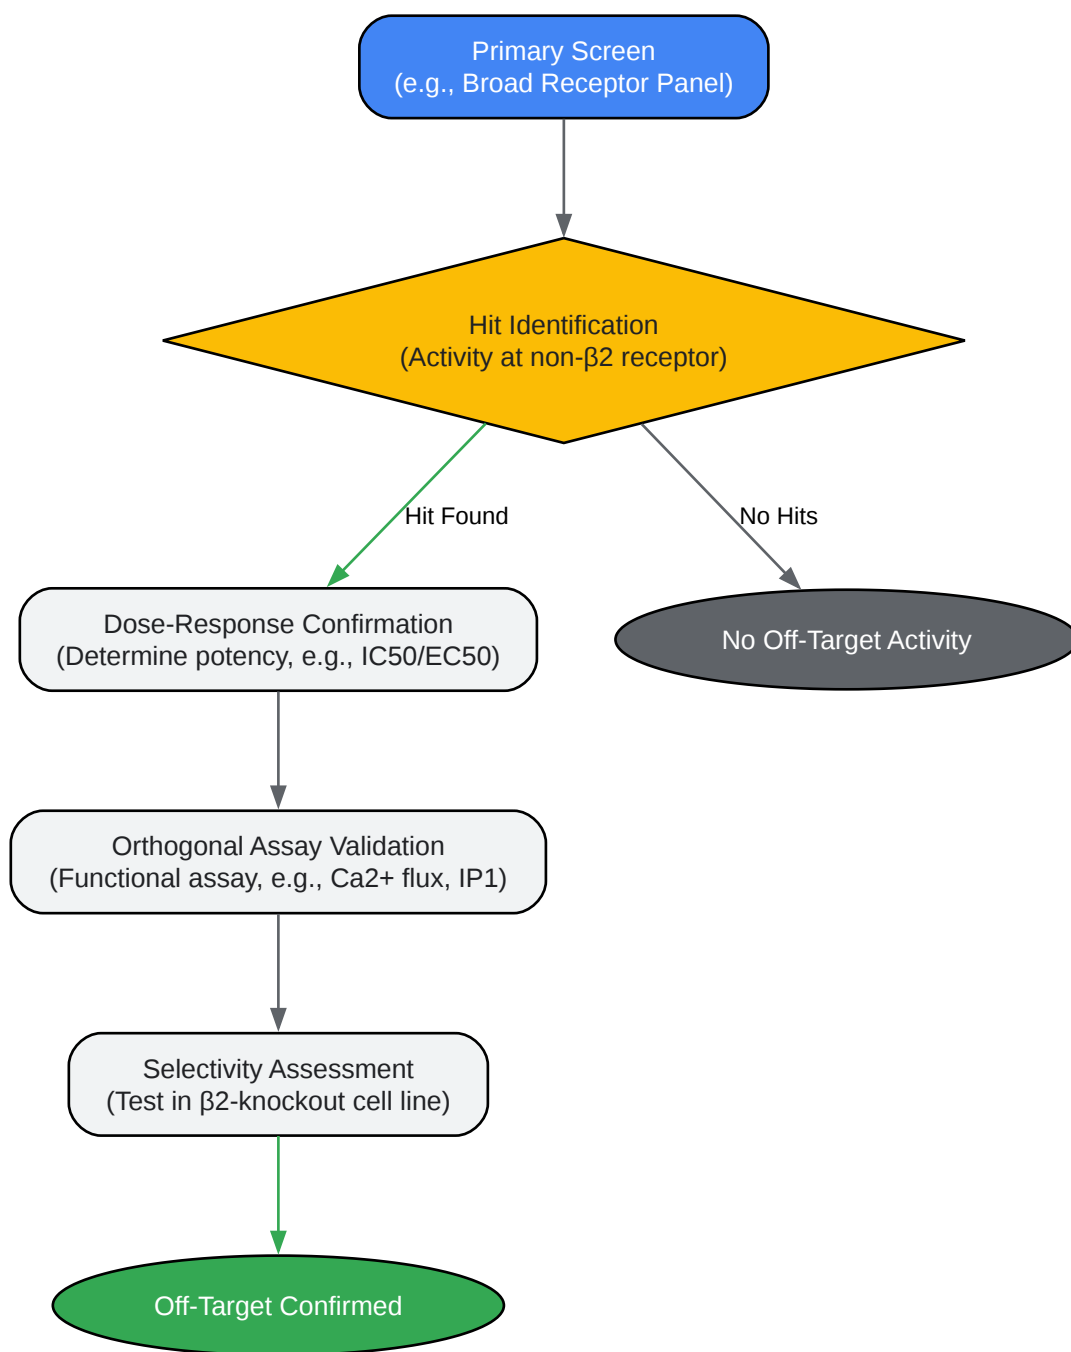 Primary Screen
(e.g., Broad Receptor Panel)
Hit Identification
(Activity at non-β2 receptor)
Hit Found
No Hits
Dose-Response Confirmation
(Determine potency, e.g., IC50/EC50)
No Off-Target Activity
Orthogonal Assay Validation
(Functional assay, e.g., Ca2+ flux, IP1)
Selectivity Assessment
(Test in β2-knockout cell line)
Off-Target Confirmed